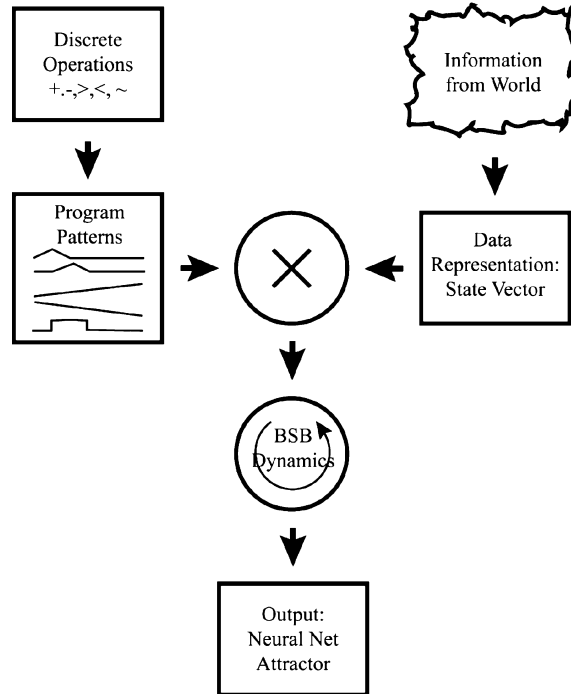 Discrete
Operations
+.-,>,<, ~
Information
from World
Program
Patterns
Data
Representation:
State Vector
BSB
Dynamics
Output:
Neural Net
Attractor